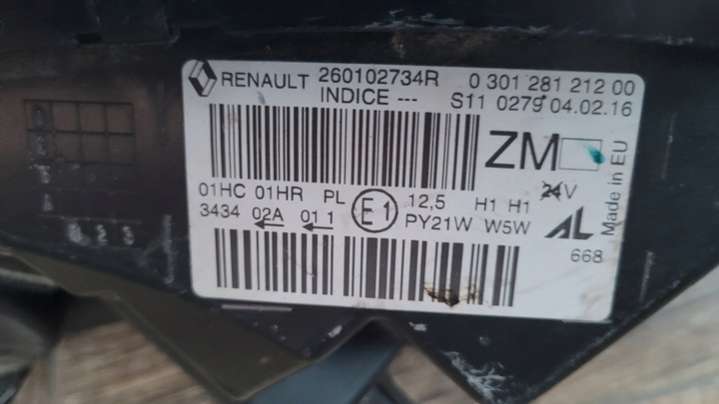 RENAULT 260102734R 0 301 281 212 00
INDICE --- S11 0279 04.02.16
ZM
01HC 01HR PL E1 12,5 H1 H1 24V
3434 02A 01 1 PY21W W5W AL
668
Made in EU